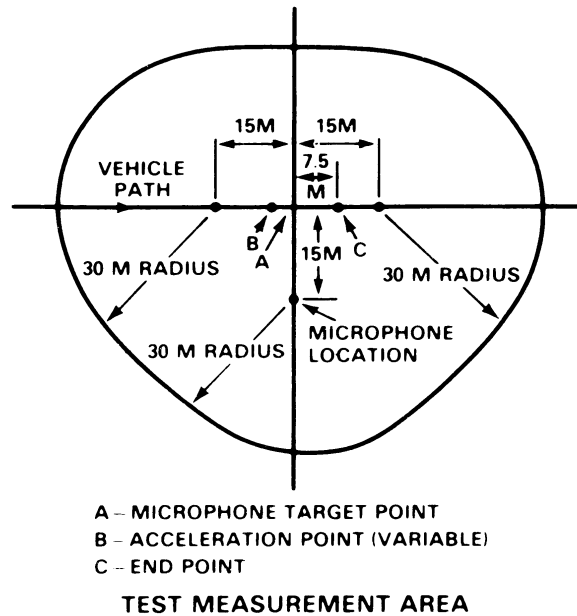 15M
15M
7.5
M
VEHICLE
PATH
B
A
15M
C
30 M RADIUS
30 M RADIUS
30 M RADIUS
MICROPHONE
LOCATION
A – MICROPHONE TARGET POINT
B – ACCELERATION POINT (VARIABLE)
C – END POINT
TEST MEASUREMENT AREA